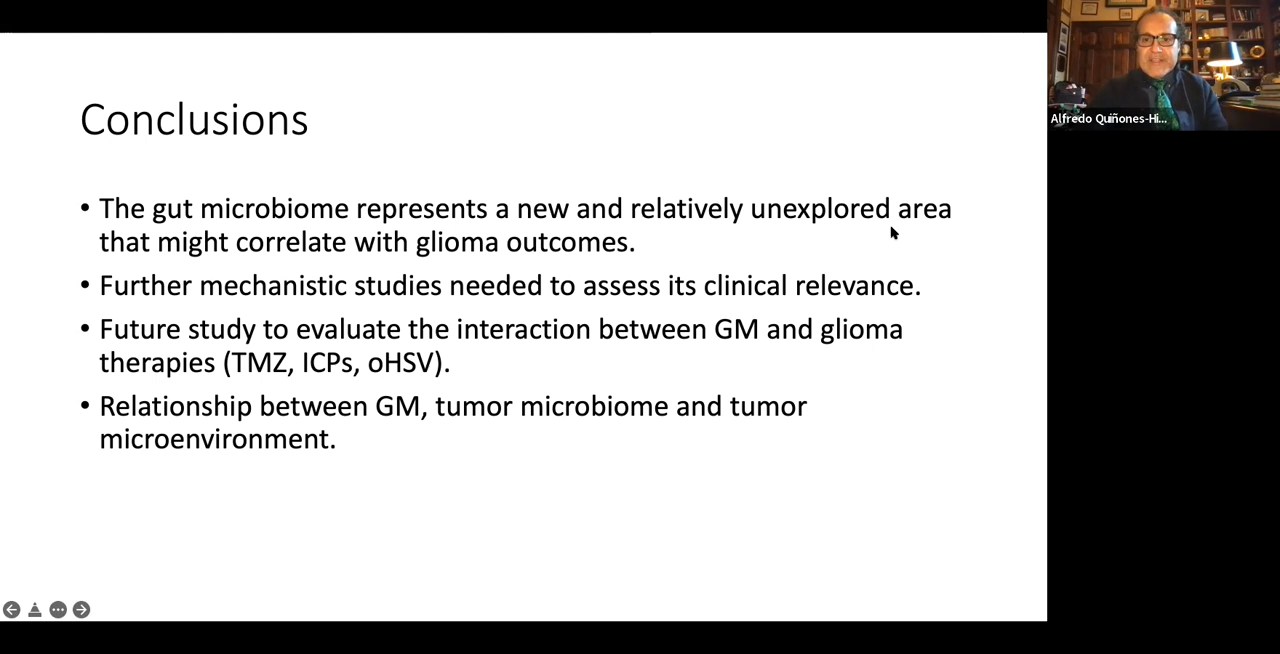 Conclusions
• The gut microbiome represents a new and relatively unexplored area
that might correlate with glioma outcomes.
• Further mechanistic studies needed to assess its clinical relevance.
• Future study to evaluate the interaction between GM and glioma
therapies (TMZ, ICPs, oHSV).
• Relationship between GM, tumor microbiome and tumor
microenvironment.
Alfredo Quiñones-Hi...